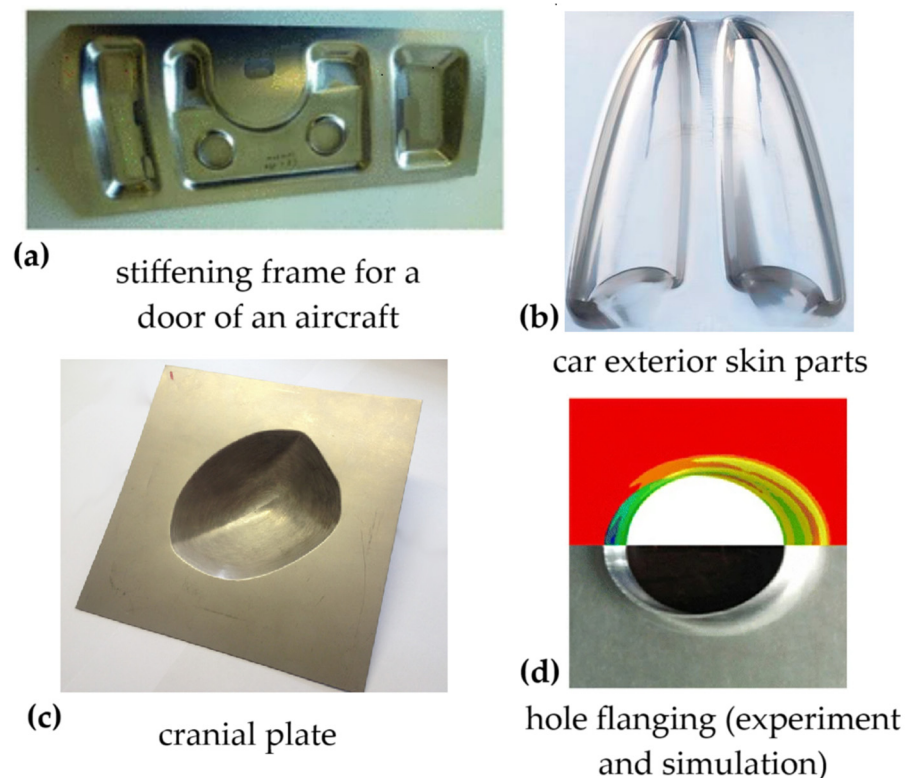 (a)
stiffening frame for a
door of an aircraft
(b)
car exterior skin parts
(c)
cranial plate
(d)
hole flanging (experiment
and simulation)